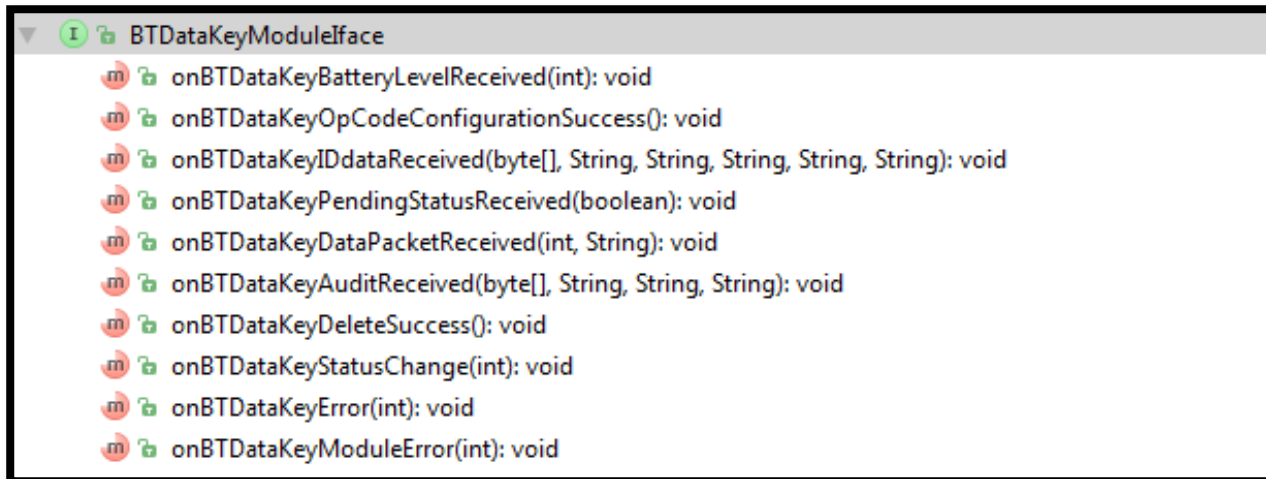 I BTDataKeyModuleIface
m onBTDataKeyBatteryLevelReceived(int): void
m onBTDataKeyOpCodeConfigurationSuccess(): void
m onBTDataKeyIDdataReceived(byte[], String, String, String, String, String): void
m onBTDataKeyPendingStatusReceived(boolean): void
m onBTDataKeyDataPacketReceived(int, String): void
m onBTDataKeyAuditReceived(byte[], String, String, String): void
m onBTDataKeyDeleteSuccess(): void
m onBTDataKeyStatusChange(int): void
m onBTDataKeyError(int): void
m onBTDataKeyModuleError(int): void